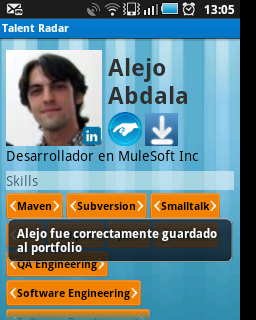 13:05
Talent Radar
Alejo
Abdala
in
Desarrollador en MuleSoft Inc
Skills
Maven
Subversion
Smalltalk
Alejo fue correctamente guardado
al portfolio
QA Engineering
Software Engineering